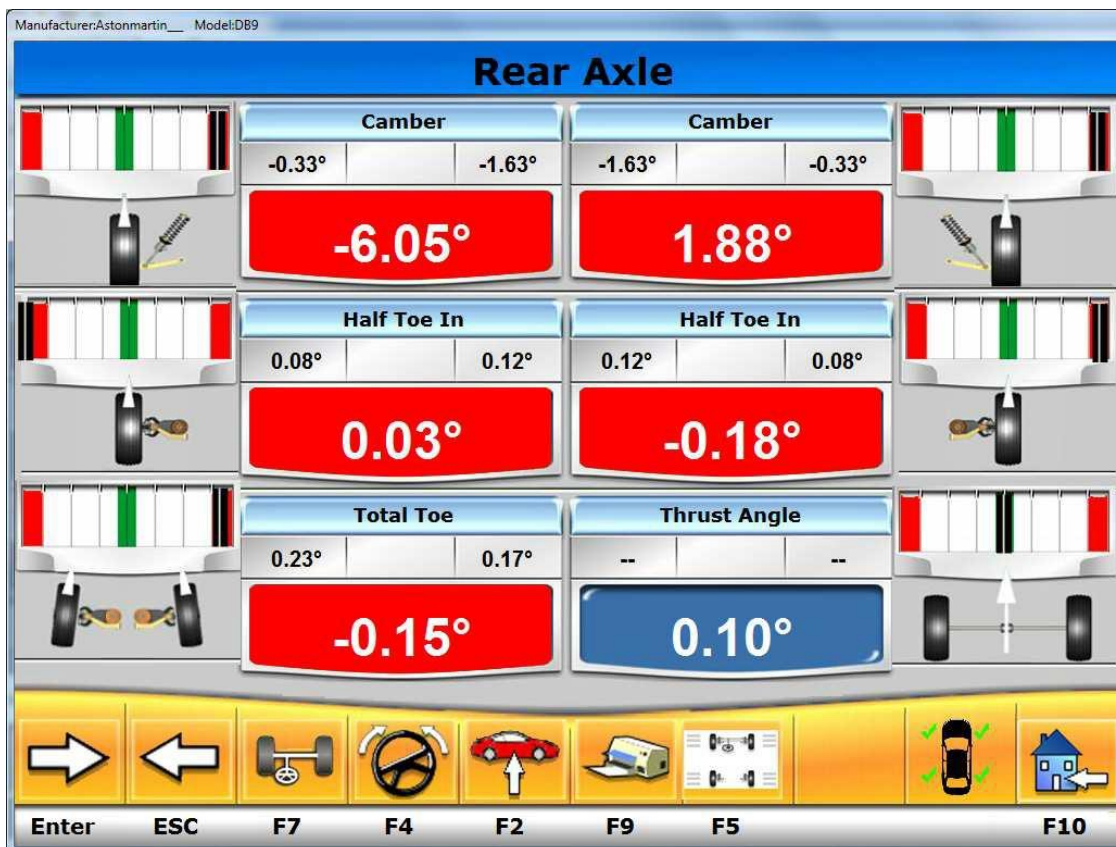 Manufacturer:Astonmartin__ Model:DB9
Rear Axle
Camber Camber
-0.33° -1.63° -1.63° -0.33°
-6.05° 1.88°
Half Toe In Half Toe In
0.08° 0.12° 0.12° 0.08°
0.03° -0.18°
Total Toe Thrust Angle
0.23° 0.17° -- --
-0.15° 0.10°
Enter ESC F7 F4 F2 F9 F5 F10